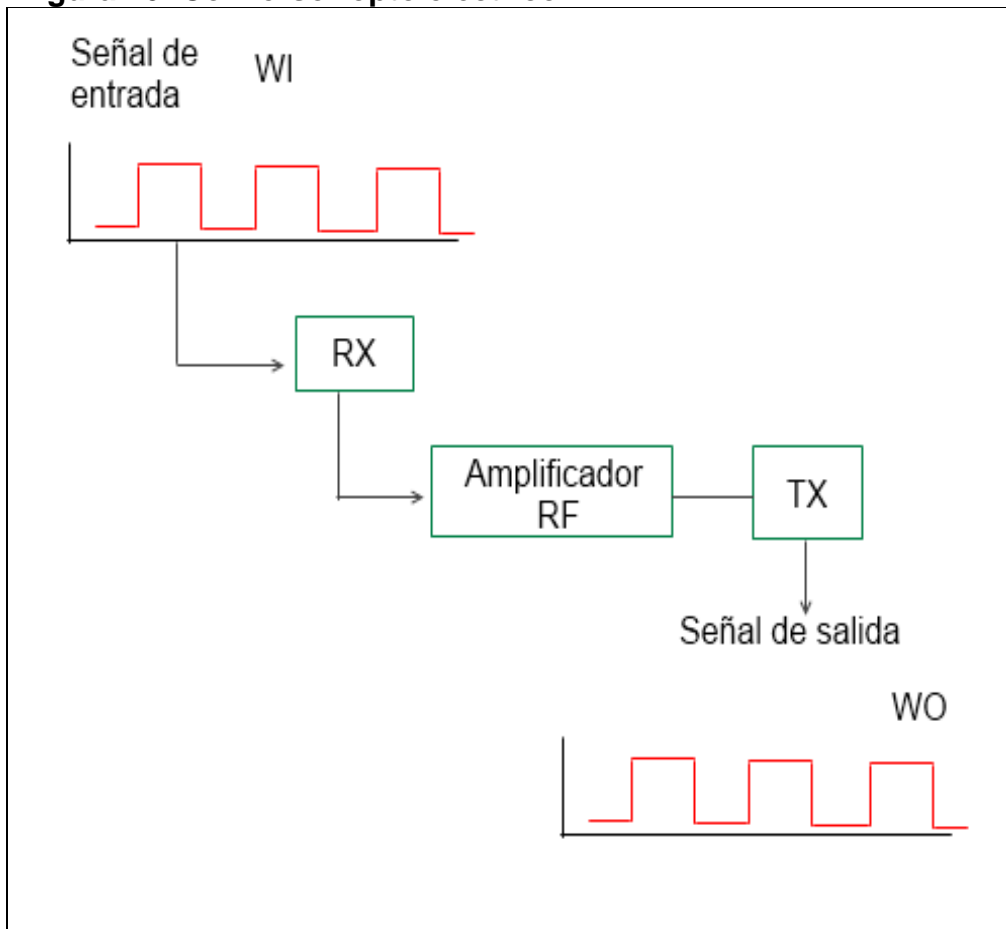 Señal de
entrada
WI
RX
Amplificador
RF
TX
Señal de salida
WO